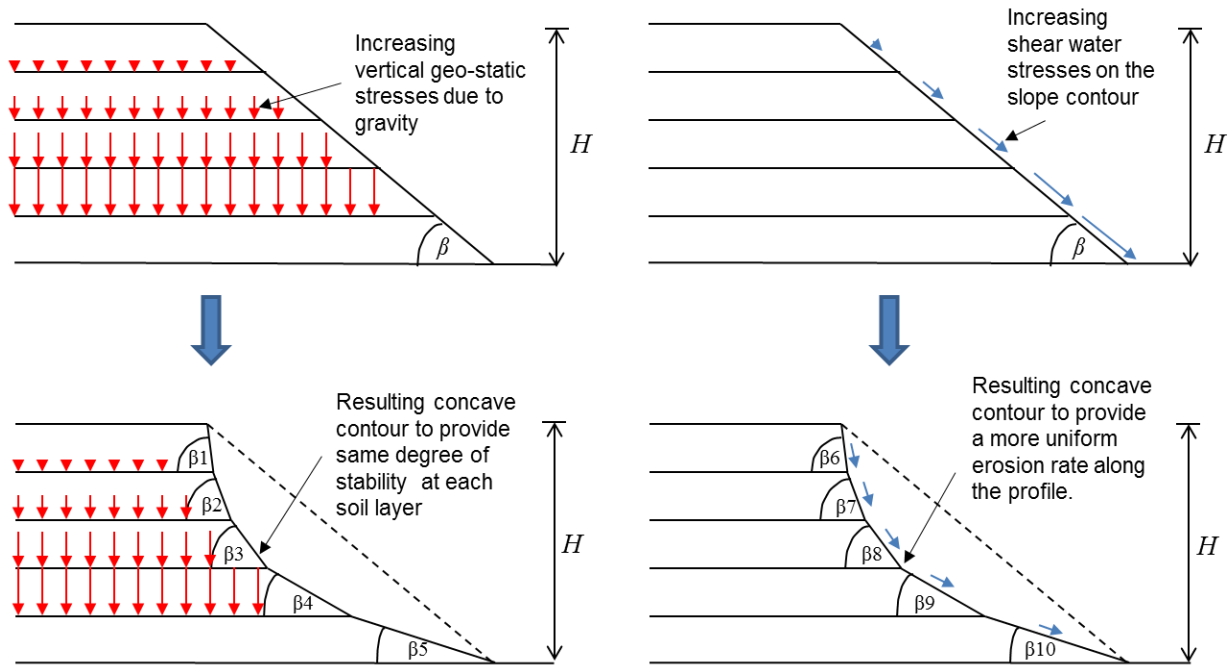 Increasing
vertical geo-static
stresses due to
gravity
H
β
Increasing
shear water
stresses on the
slope contour
H
β
Resulting concave
contour to provide
same degree of
stability at each
soil layer
β1
β2
β3
β4
β5
H
Resulting concave
contour to provide
a more uniform
erosion rate along
the profile.
β6
β7
β8
β9
β10
H